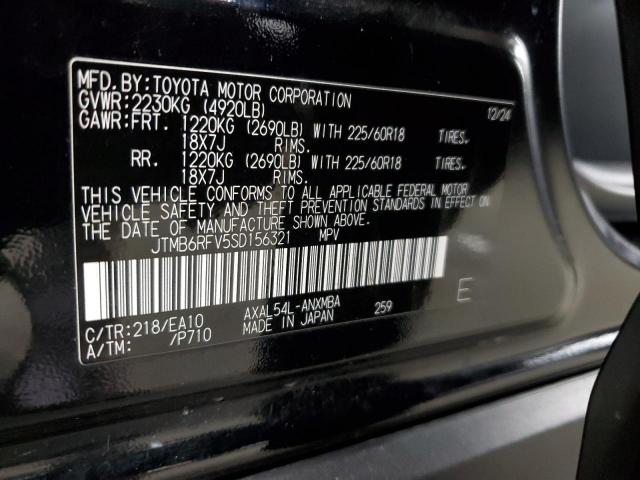 MFD.BY:TOYOTA MOTOR CORPORATION 12/24
GVWR:2230KG (4920LB)
GAWR:FRT. 1220KG (2690LB) WITH 225/60R18 TIRES.
18X7J RIMS.
RR. 1220KG (2690LB) WITH 225/60R18 TIRES.
18X7J RIMS.
THIS VEHICLE CONFORMS TO ALL APPLICABLE FEDERAL MOTOR
VEHICLE SAFETY AND THEFT PREVENTION STANDARDS IN EFFECT ON
THE DATE OF MANUFACTURE SHOWN ABOVE.
JTMB6RFV5SD156321 MPV
C/TR:218/EA10 AXAL54L-ANXMBA 259 E
A/TM: /P710 MADE IN JAPAN